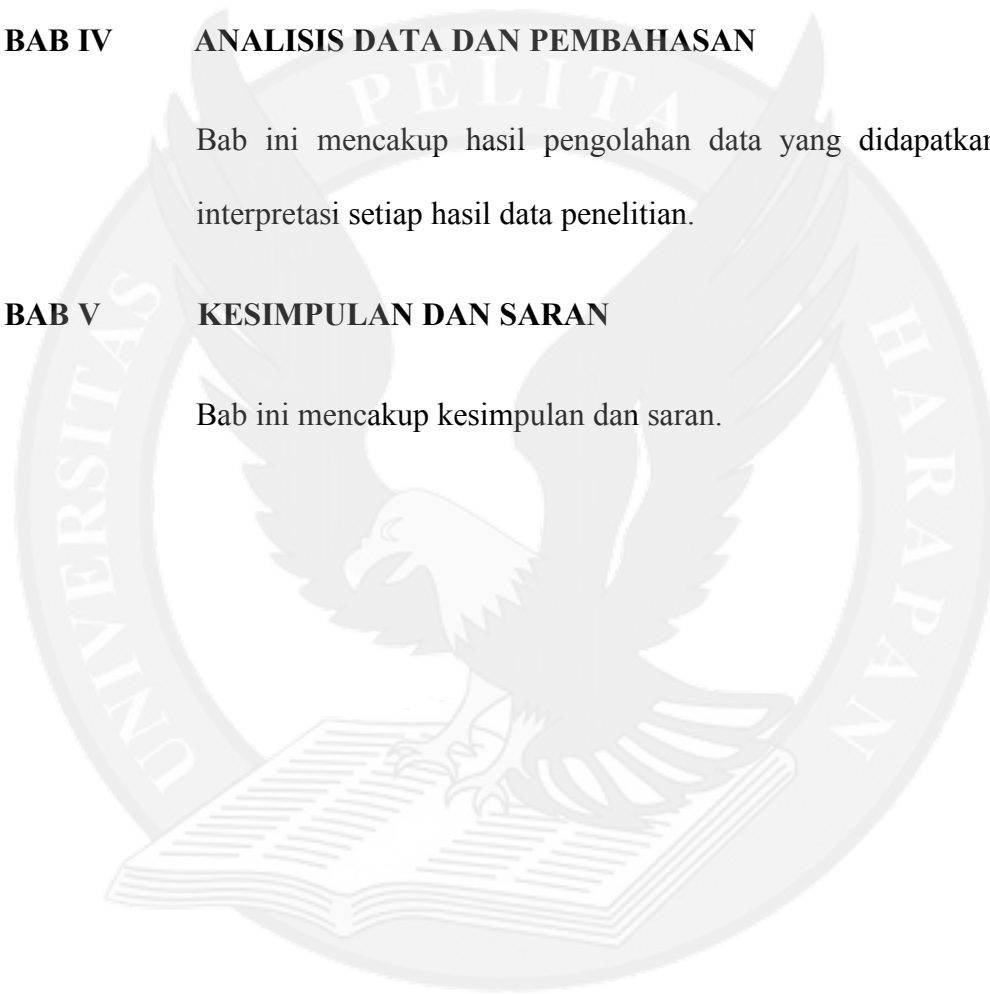 BAB IV ANALISIS DATA DAN PEMBAHASAN
PELITA
Bab ini mencakup hasil pengolahan data yang didapatkan
interpretasi setiap hasil data penelitian.
BAB V KESIMPULAN DAN SARAN
Bab ini mencakup kesimpulan dan saran.
UNIVERSITAS
HARAPAN